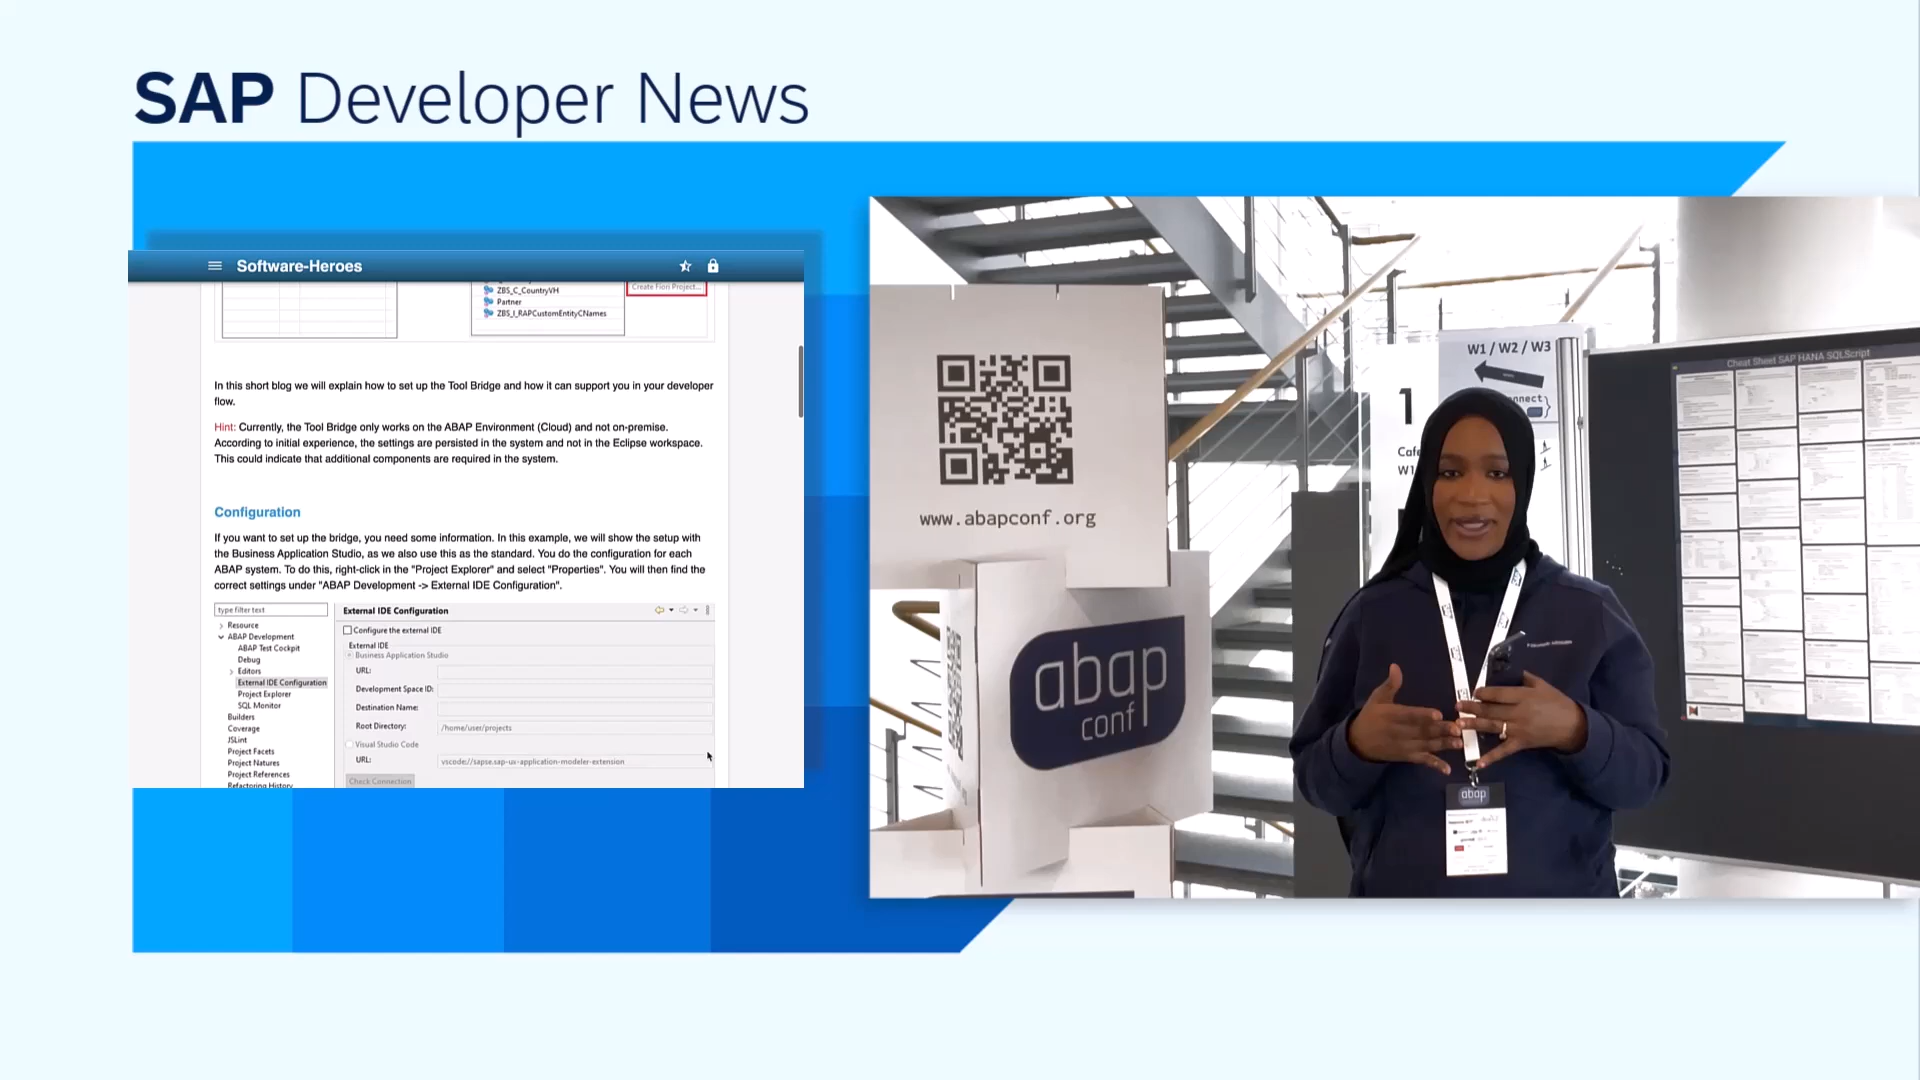 SAP Developer News
Software-Heroes
ZBS_C_CountryVH
Partner
ZBS_I_RAPCustomEntityCNames
Create Fiori Project...
In this short blog we will explain how to set up the Tool Bridge and how it can support you in your developer
flow.
Hint: Currently, the Tool Bridge only works on the ABAP Environment (Cloud) and not on-premise.
According to initial experience, the settings are persisted in the system and not in the Eclipse workspace.
This could indicate that additional components are required in the system.
Configuration
If you want to set up the bridge, you need some information. In this example, we will show the setup with
the Business Application Studio, as we also use this as the standard. You do the configuration for each
ABAP system. To do this, right-click in the "Project Explorer" and select "Properties". You will then find the
correct settings under "ABAP Development -> External IDE Configuration".
type filter text
Resource
ABAP Development
ABAP Test Cockpit
Debug
Editors
External IDE Configuration
Project Explorer
SQL Monitor
Builders
Coverage
JSLint
Project Facets
Project Natures
Project References
Refactoring History
External IDE Configuration
Configure the external IDE
External IDE
Business Application Studio
URL:
Development Space ID:
Destination Name:
Root Directory: /home/user/projects
Visual Studio Code
URL: vscode://sapse.sap-ux-application-modeler-extension
Check Connection
www.abapconf.org
abap
conf
W1 / W2 / W3
1
W1
Cheat Sheet SAP HANA SQLScript
abap